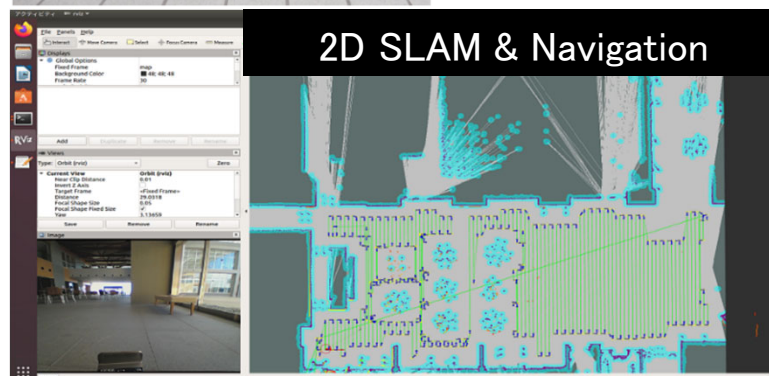 アクティビティ
rviz
2D SLAM & Navigation
File Panels Help
Interact Move Camera Select Focus Camera Measure
Displays
Global Options
Fixed Frame map
Background Color 48; 48; 48
Frame Rate 30
Add Duplicate Remove Rename
Views
Type: Orbit (rviz) Zero
Current View Orbit (rviz)
Near Clip Distance 0.01
Invert Z Axis
Target Frame <Fixed Frame>
Distance 29.0318
Focal Shape Size 0.05
Focal Shape Fixed Size
Yaw 3.13659
Save Remove Rename
Image
RViz